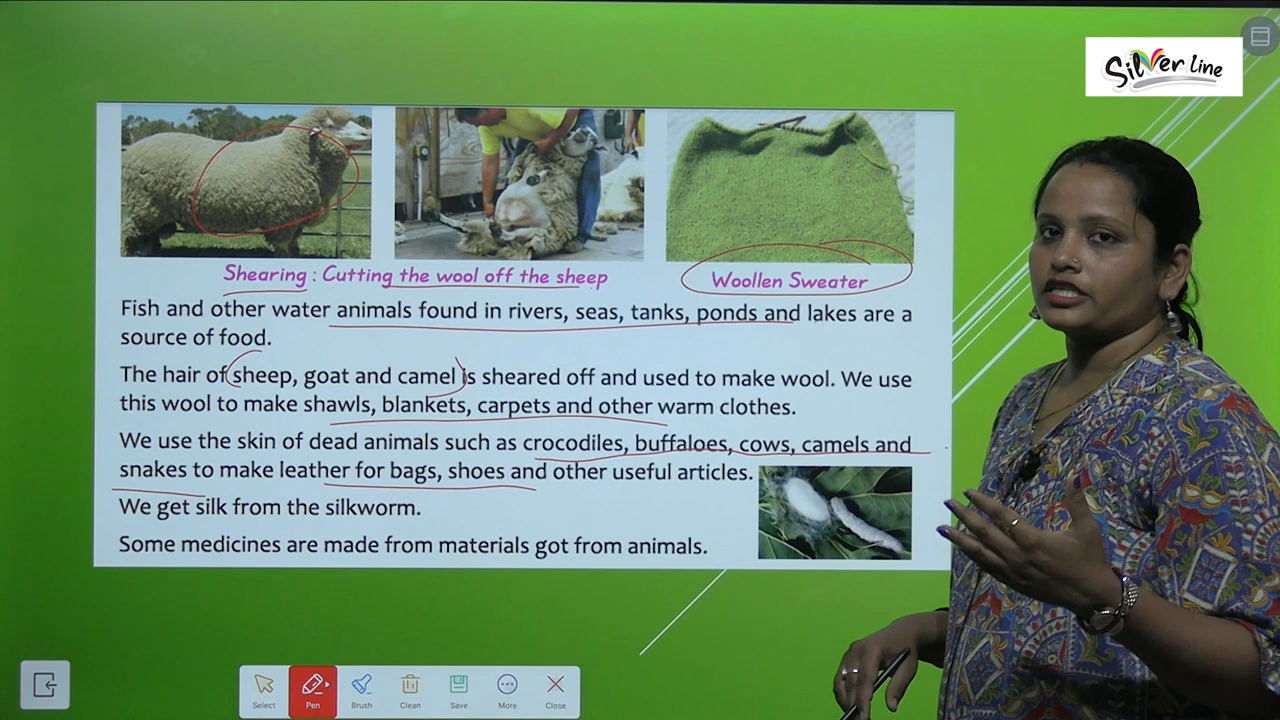 Silver line
Shearing : Cutting the wool off the sheep
Woollen Sweater
Fish and other water animals found in rivers, seas, tanks, ponds and lakes are a
source of food.
The hair of sheep, goat and camel is sheared off and used to make wool. We use
this wool to make shawls, blankets, carpets and other warm clothes.
We use the skin of dead animals such as crocodiles, buffaloes, cows, camels and
snakes to make leather for bags, shoes and other useful articles.
We get silk from the silkworm.
Some medicines are made from materials got from animals.
Select Pen Brush Clean Save More Close